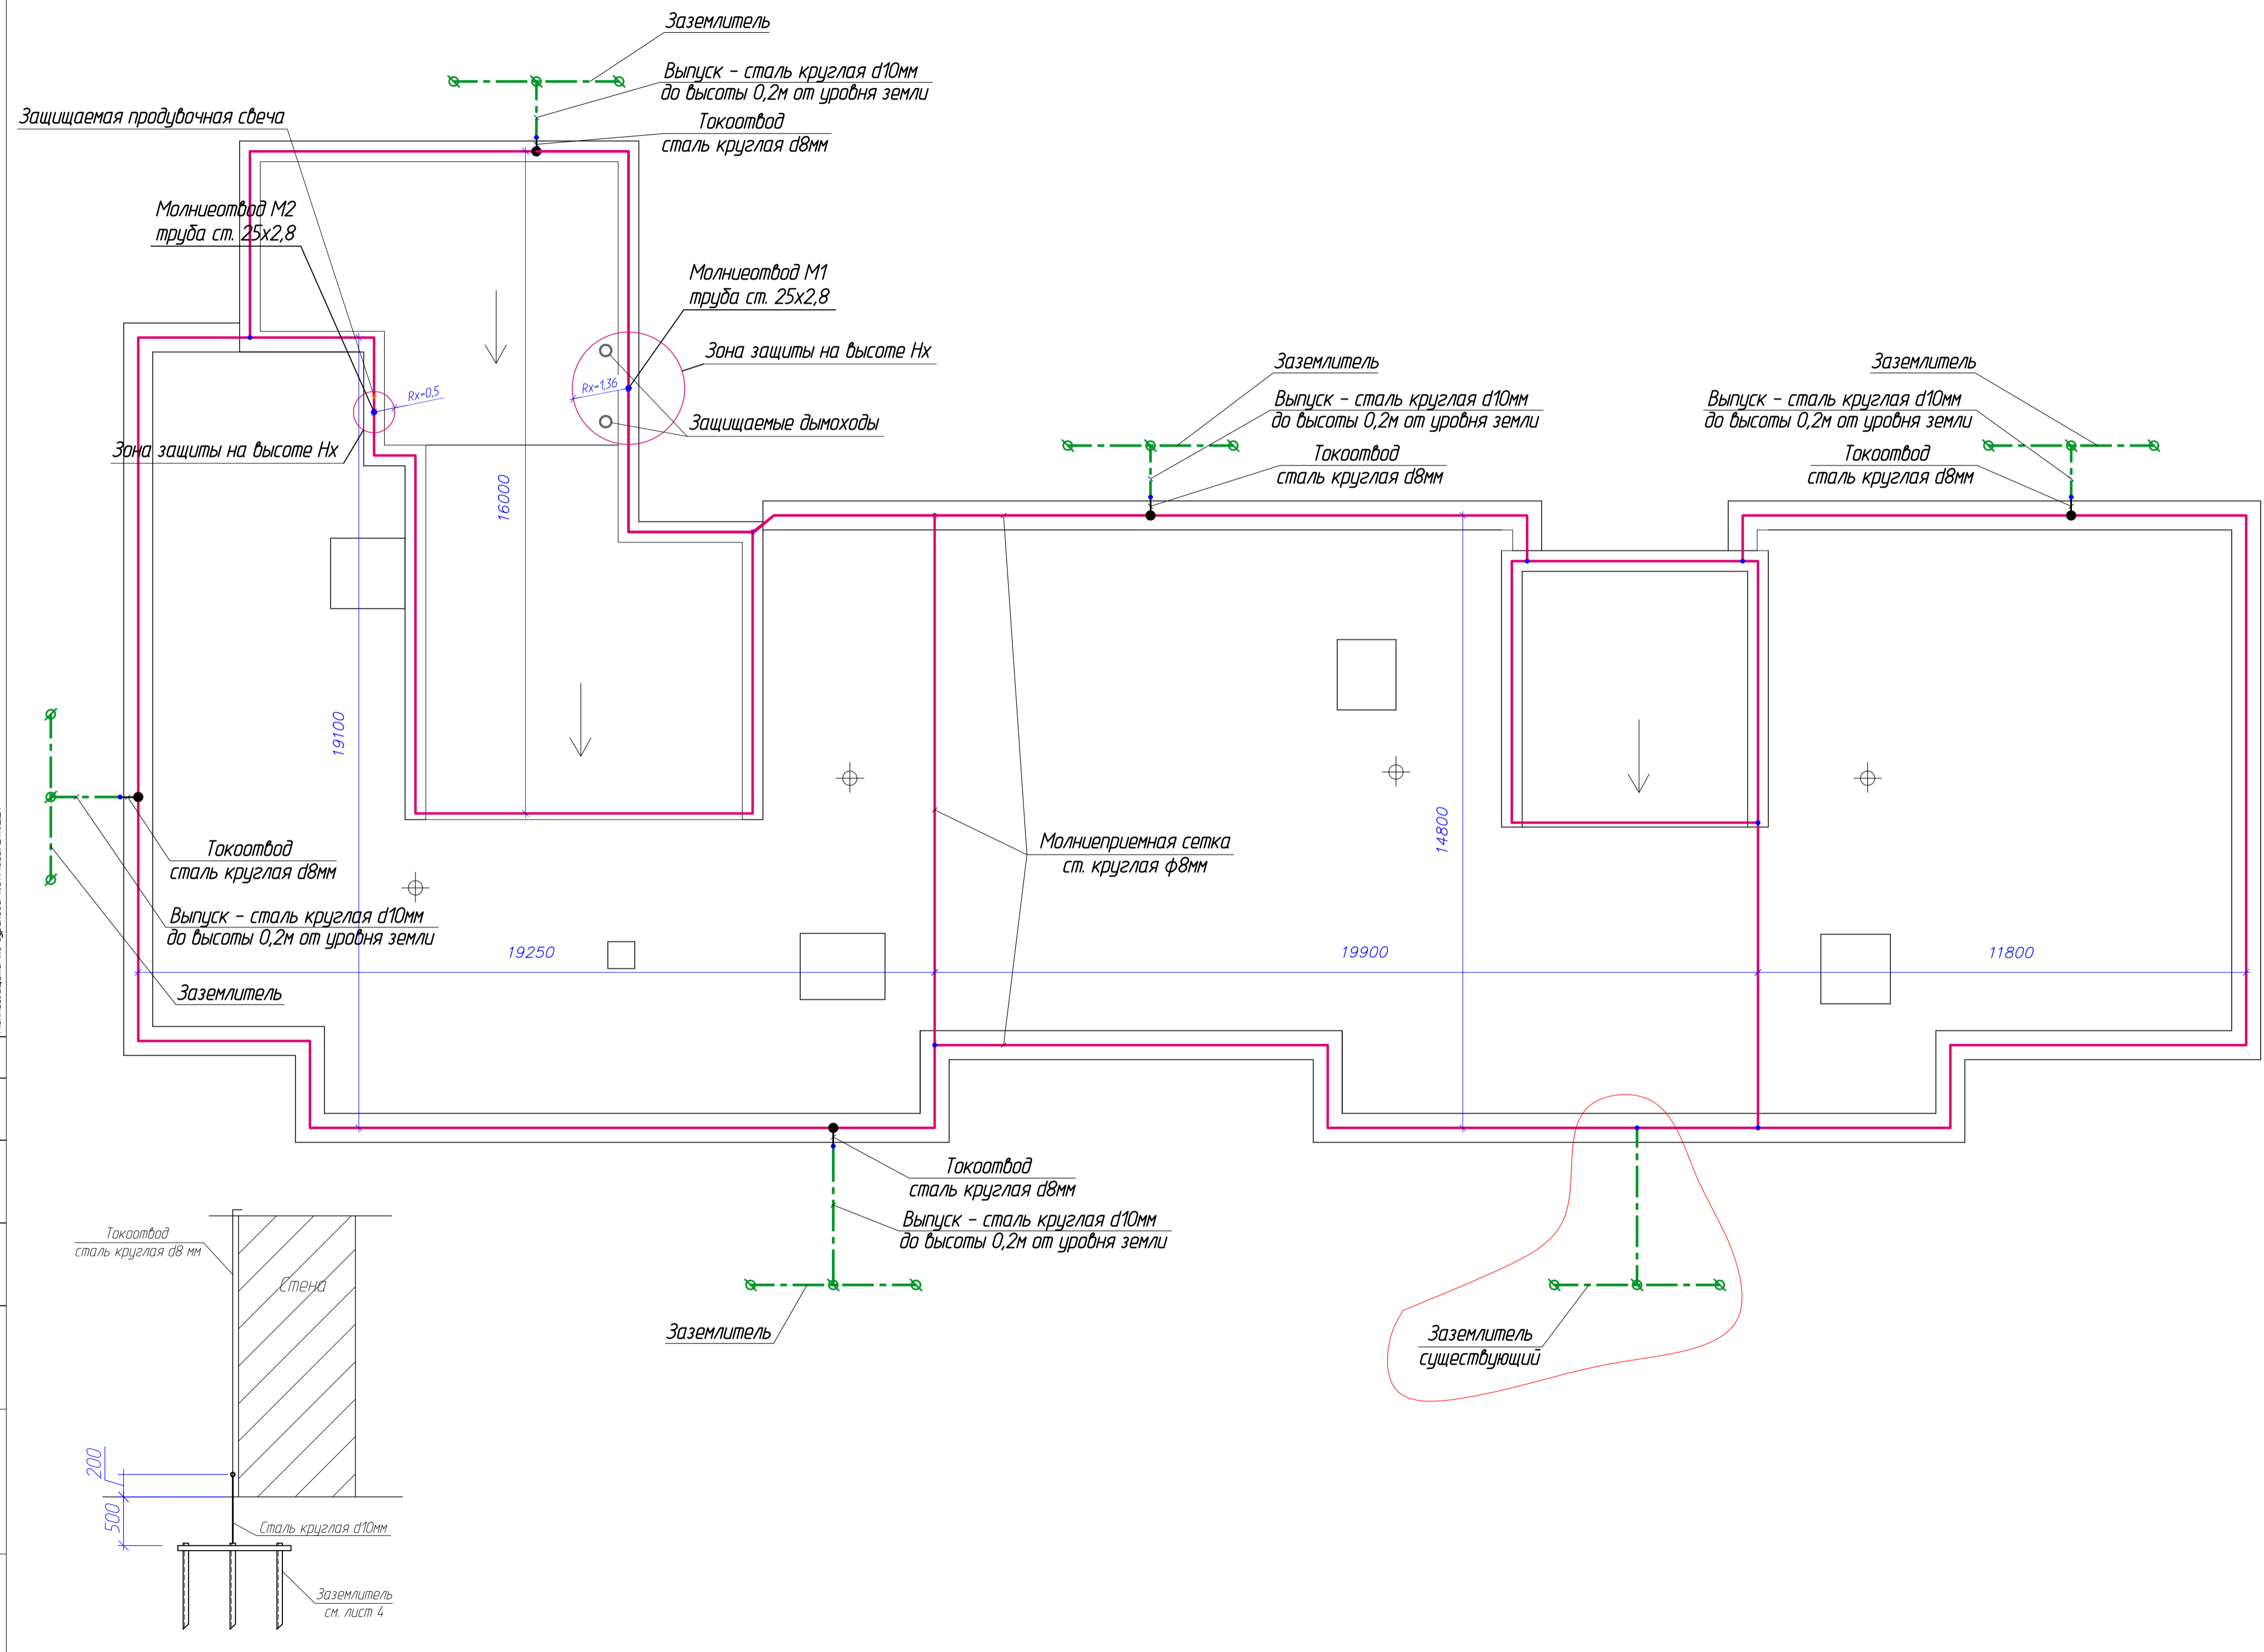 Заземлитель
Выпуск - сталь круглая d10мм
до высоты 0,2м от уровня земли
Токоотвод
сталь круглая d8мм
Защищаемая продувочная свеча
Молниеотвод М2
труба ст. 25х2,8
Молниеотвод М1
труба ст. 25х2,8
Зона защиты на высоте Нх
Rx=1,36
Rx=0,5
Защищаемые дымоходы
Зона защиты на высоте Нх
16000
19100
Заземлитель
Выпуск - сталь круглая d10мм
до высоты 0,2м от уровня земли
Токоотвод
сталь круглая d8мм
Заземлитель
Выпуск - сталь круглая d10мм
до высоты 0,2м от уровня земли
Токоотвод
сталь круглая d8мм
14800
Молниеприемная сетка
ст. круглая ф8мм
Токоотвод
сталь круглая d8мм
Выпуск - сталь круглая d10мм
до высоты 0,2м от уровня земли
Заземлитель
19250
19900
11800
Токоотвод
сталь круглая d8мм
Выпуск - сталь круглая d10мм
до высоты 0,2м от уровня земли
Заземлитель
Заземлитель
существующий
Токоотвод
сталь круглая d8 мм
Стена
200
500
Сталь круглая d10мм
Заземлитель
см. лист 4